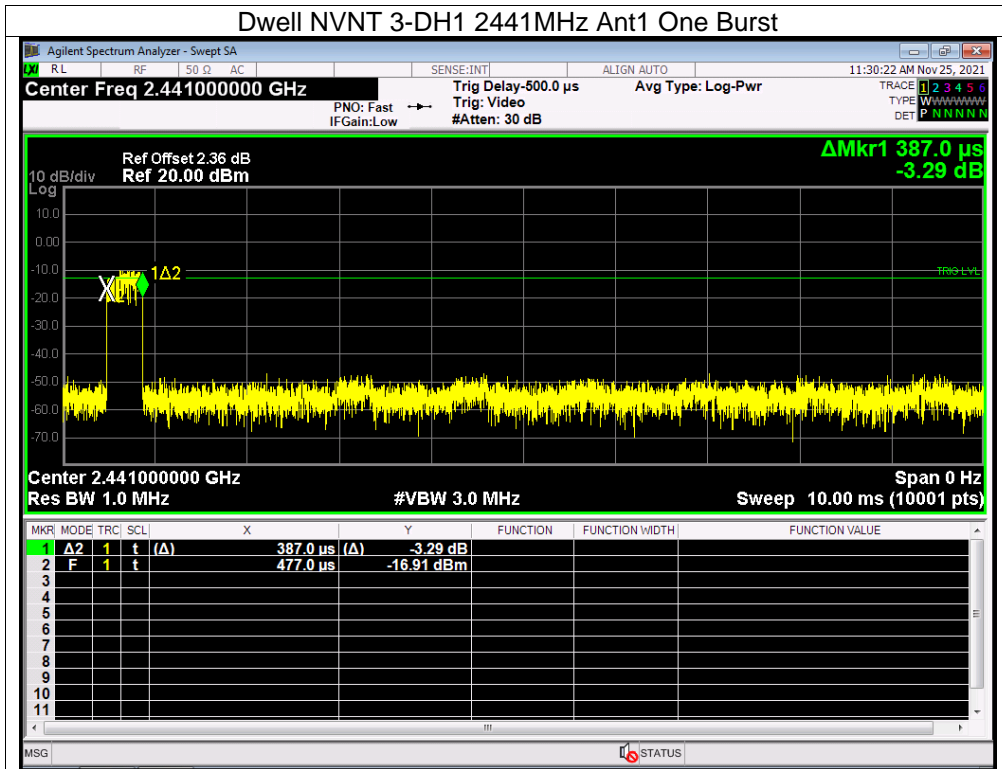 Dwell NVNT 3-DH1 2441MHz Ant1 One Burst
Agilent Spectrum Analyzer - Swept SA
LXI RL RF 50 Ω AC SENSE:INT ALIGN AUTO 11:30:22 AM Nov 25, 2021
Center Freq 2.441000000 GHz Trig Delay-500.0 µs Avg Type: Log-Pwr TRACE 1 2 3 4 5 6
PNO: Fast Trig: Video TYPE WWWWWWW
IFGain:Low #Atten: 30 dB DET P N N N N N
ΔMkr1 387.0 µs
Ref Offset 2.36 dB
10 dB/div Ref 20.00 dBm -3.29 dB
Log
10.0
0.00
-10.0 1Δ2 TRIG LVL
-20.0
-30.0
-40.0
-50.0
-60.0
-70.0
Center 2.441000000 GHz Span 0 Hz
Res BW 1.0 MHz #VBW 3.0 MHz Sweep 10.00 ms (10001 pts)
MKR MODE TRC SCL X Y FUNCTION FUNCTION WIDTH FUNCTION VALUE
1 Δ2 1 t (Δ) 387.0 µs (Δ) -3.29 dB
2 F 1 t 477.0 µs -16.91 dBm
3
4
5
6
7
8
9
10
11
MSG STATUS